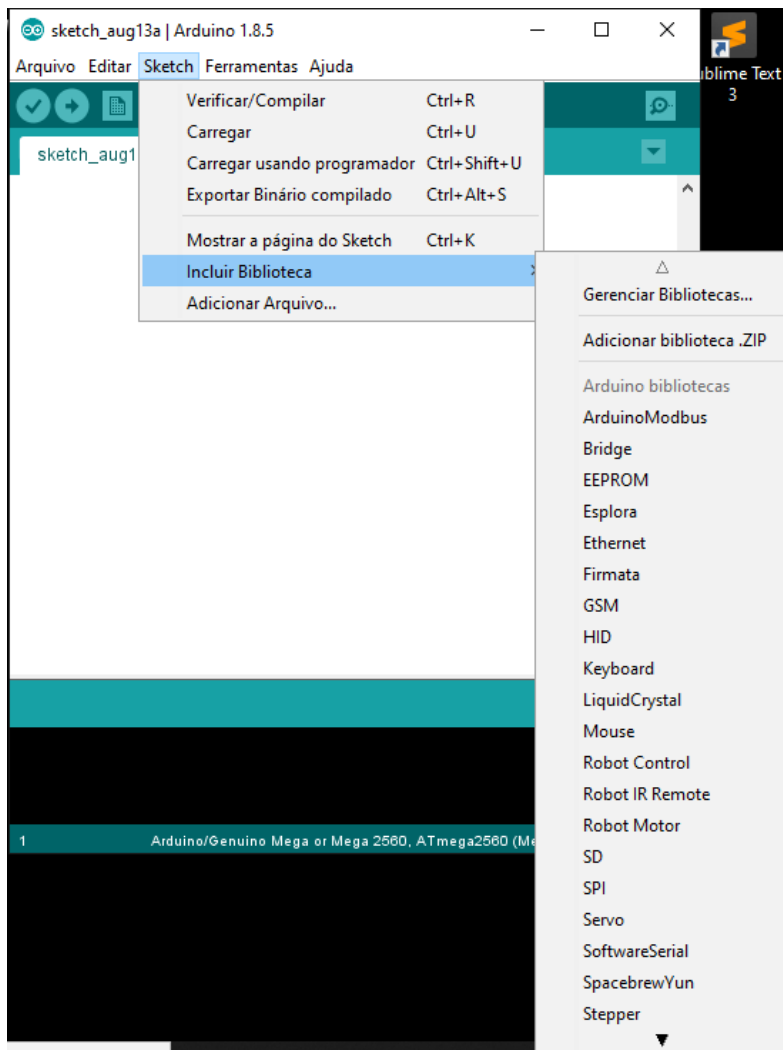 sketch_aug13a | Arduino 1.8.5
Arquivo Editar Sketch Ferramentas Ajuda
Text
3
sketch_aug1
Verificar/Compilar Ctrl+R
Carregar Ctrl+U
Carregar usando programador Ctrl+Shift+U
Exportar Binário compilado Ctrl+Alt+S
Mostrar a página do Sketch Ctrl+K
Incluir Biblioteca
Adicionar Arquivo...
Gerenciar Bibliotecas...
Adicionar biblioteca .ZIP
Arduino bibliotecas
ArduinoModbus
Bridge
EEPROM
Esplora
Ethernet
Firmata
GSM
HID
Keyboard
LiquidCrystal
Mouse
Robot Control
Robot IR Remote
Robot Motor
SD
SPI
Servo
SoftwareSerial
SpacebrewYun
Stepper
1 Arduino/Genuino Mega or Mega 2560, ATmega2560